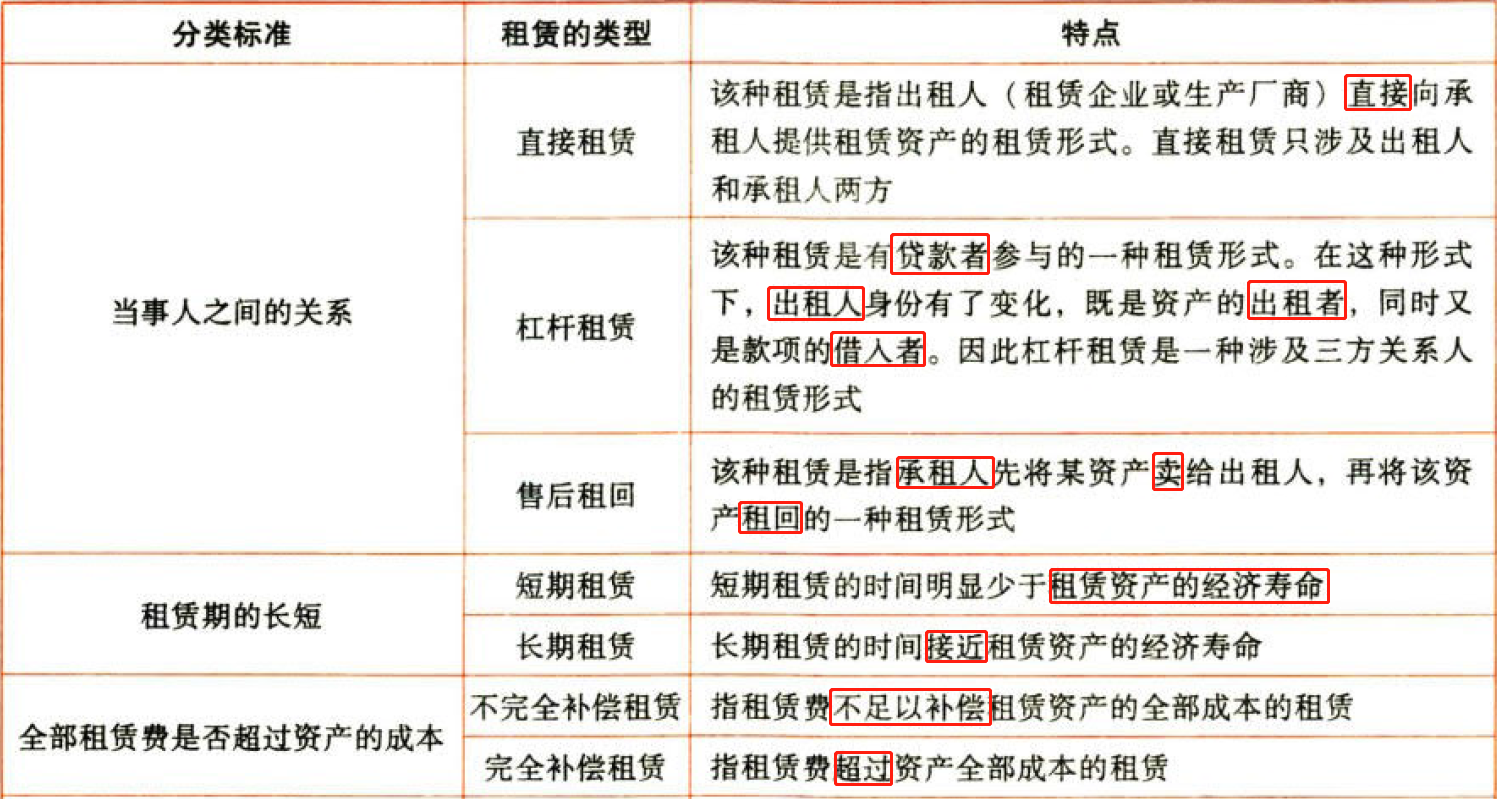 分类标准 租赁的类型 特点
该种租赁是指出租人（租赁企业或生产厂商）直接向承
直接租赁 租人提供租赁资产的租赁形式。直接租赁只涉及出租人
和承租人两方
该种租赁是有贷款者参与的一种租赁形式。在这种形式
下，出租人身份有了变化，既是资产的出租者，同时又
当事人之间的关系 杠杆租赁
是款项的借入者。因此杠杆租赁是一种涉及三方关系人
的租赁形式
该种租赁是指承租人先将某资产卖给出租人，再将该资
售后租回
产租回的一种租赁形式
短期租赁 短期租赁的时间明显少于租赁资产的经济寿命
租赁期的长短
长期租赁 长期租赁的时间接近租赁资产的经济寿命
不完全补偿租赁 指租赁费不足以补偿租赁资产的全部成本的租赁
全部租赁费是否超过资产的成本
完全补偿租赁 指租赁费超过资产全部成本的租赁